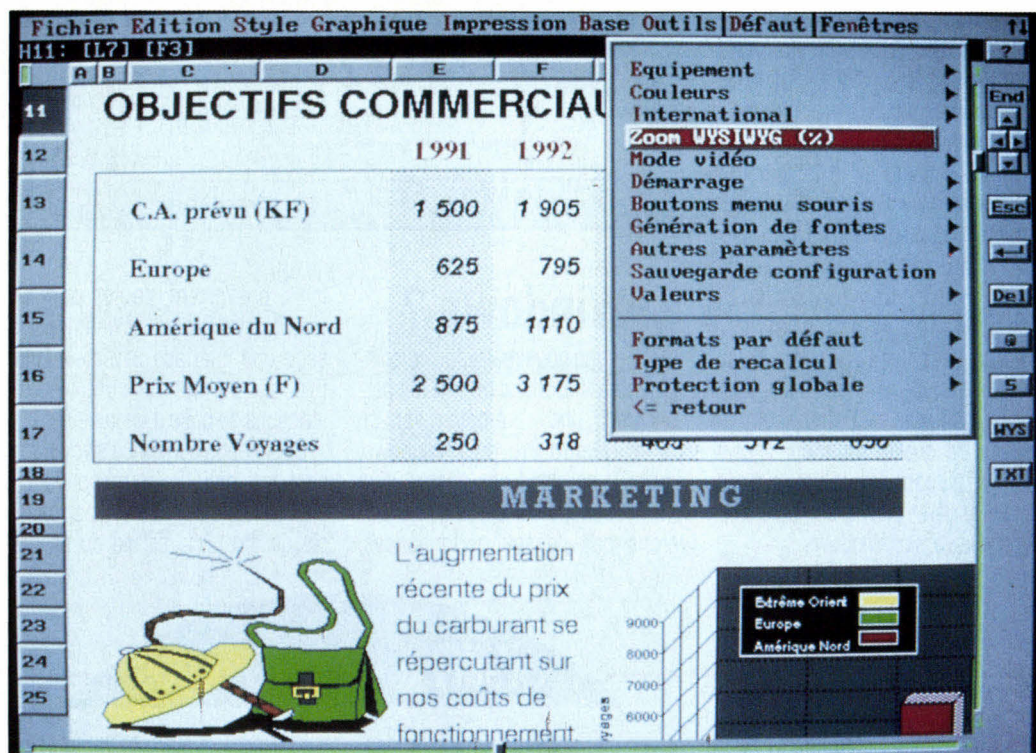 Fichier Edition Style Graphique Impression Base Outils Défaut Fenêtres ↑↓
H11: [L7] [F3] ?
A B C D E F
11 OBJECTIFS COMMERCIAU
12 1991 1992
13 C.A. prévu (KF) 1 500 1 905
14 Europe 625 795
15 Amérique du Nord 875 1110
16 Prix Moyen (F) 2 500 3 175
17 Nombre Voyages 250 318
18
19 MARKETING
20
21 L'augmentation
22 récente du prix
23 du carburant se
24 répercutant sur
25 nos coûts de
fonctionnement
Equipement
Couleurs
International
Zoom WYSIWYG (%)
Mode vidéo
Démarrage
Boutons menu souris
Génération de fontes
Autres paramètres
Sauvegarde configuration
Valeurs
Formats par défaut
Type de recalcul
Protection globale
<= retour
End
Esc
Del
@
5
WYS
TXT
Extrême Orient
Europe
Amérique Nord
9000
8000
7000
6000